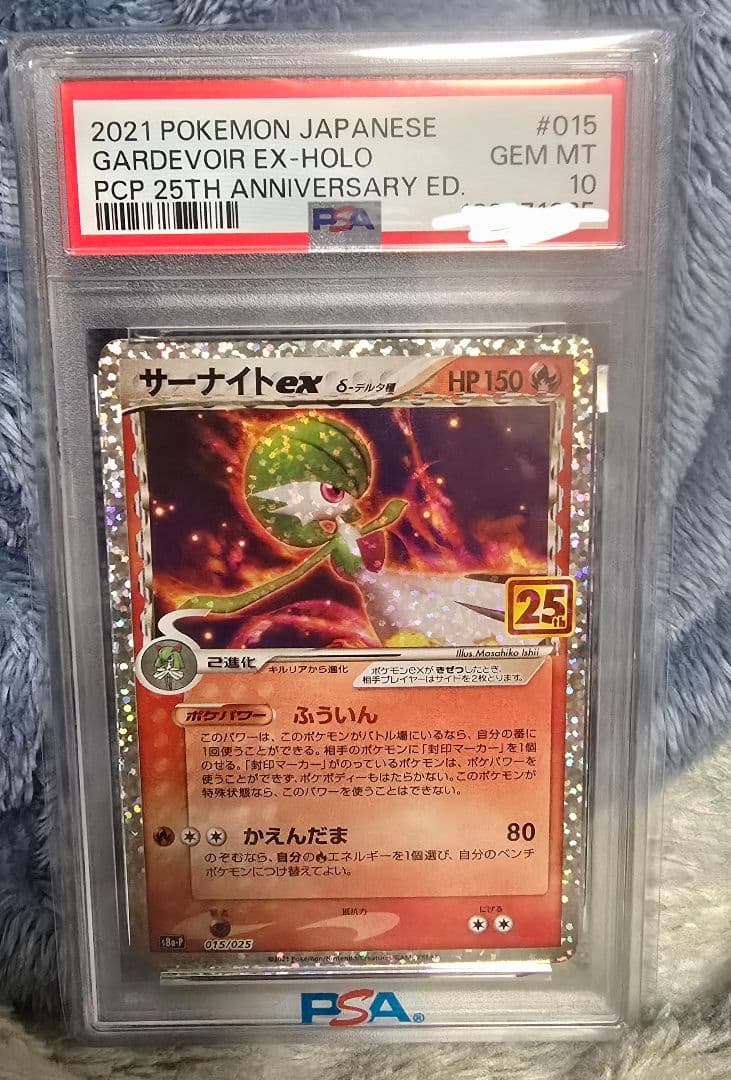 2021 POKEMON JAPANESE #015
GARDEVOIR EX-HOLO GEM MT
PCP 25TH ANNIVERSARY ED. 10
PSA
サーナイトex δ-デルタ種 HP150
25th
Illus. Masahiko Ishii
2進化 キルリアから進化
ポケモンexがきぜつしたとき、
相手プレイヤーはサイドを2枚とります。
ポケパワー ふういん
このパワーは、このポケモンがバトル場にいるなら、自分の番に
1回使うことができる。相手のポケモンに「封印マーカー」を1個
のせる。「封印マーカー」がのっているポケモンは、ポケパワーを
使うことができず、ポケボディーもはたらかない。このポケモンが
特殊状態なら、このパワーを使うことはできない。
かえんだま 80
のぞむなら、自分のエネルギーを1個選び、自分のベンチ
ポケモンにつけ替えてよい。
弱点 抵抗力 にげる
s8a-P 015/025
©2021 Pokémon/Nintendo/Creatures/GAME FREAK
PSA®